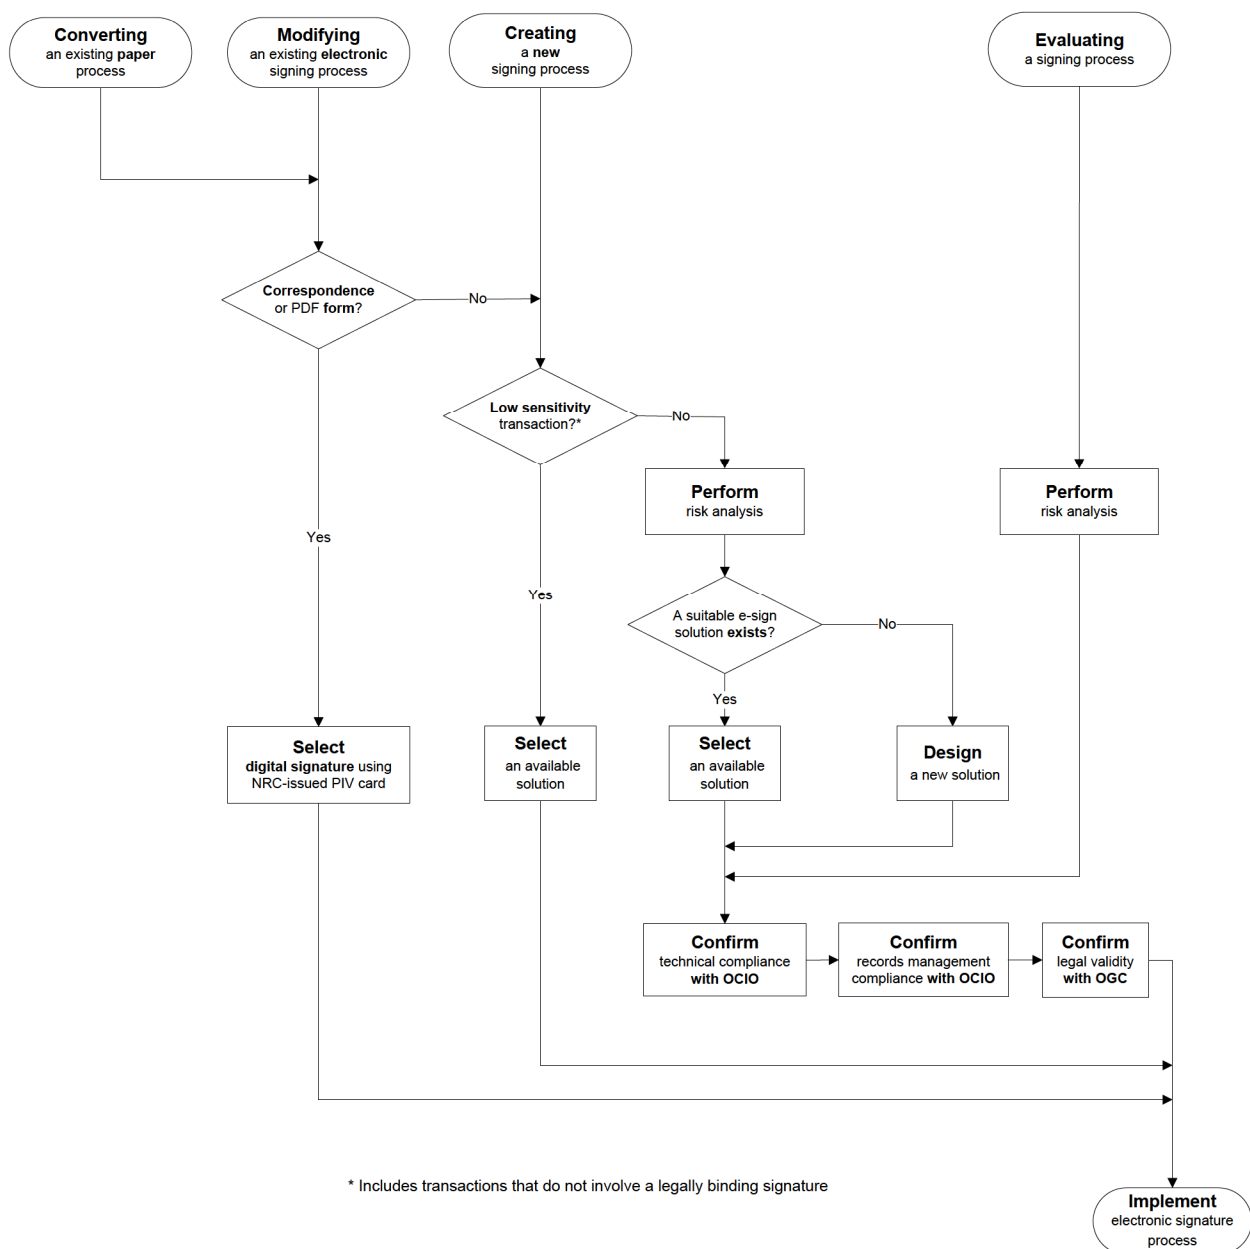 Converting
an existing paper
process
Modifying
an existing electronic
signing process
Creating
a new
signing process
Evaluating
a signing process
Correspondence
or PDF form?
No
Low sensitivity
transaction?*
No
Perform
risk analysis
Perform
risk analysis
Yes
Yes
A suitable e-sign
solution exists?
No
Yes
Select
digital signature using
NRC-issued PIV card
Select
an available
solution
Select
an available
solution
Design
a new solution
Confirm
technical compliance
with OCIO
Confirm
records management
compliance with OCIO
Confirm
legal validity
with OGC
* Includes transactions that do not involve a legally binding signature
Implement
electronic signature
process